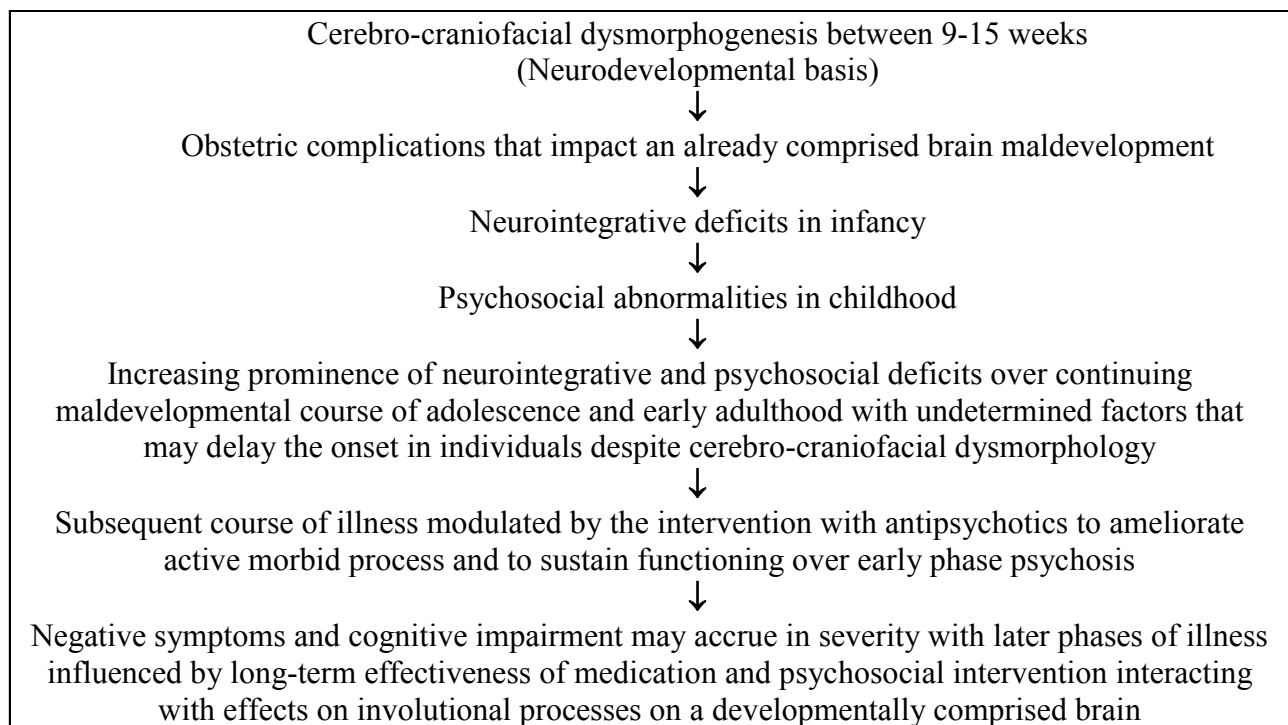 Cerebro-craniofacial dysmorphogenesis between 9-15 weeks
(Neurodevelopmental basis)
↓
Obstetric complications that impact an already comprised brain maldevelopment
↓
Neurointegrative deficits in infancy
↓
Psychosocial abnormalities in childhood
↓
Increasing prominence of neurointegrative and psychosocial deficits over continuing
maldevelopmental course of adolescence and early adulthood with undetermined factors that
may delay the onset in individuals despite cerebro-craniofacial dysmorphology
↓
Subsequent course of illness modulated by the intervention with antipsychotics to ameliorate
active morbid process and to sustain functioning over early phase psychosis
↓
Negative symptoms and cognitive impairment may accrue in severity with later phases of illness
influenced by long-term effectiveness of medication and psychosocial intervention interacting
with effects on involutional processes on a developmentally comprised brain